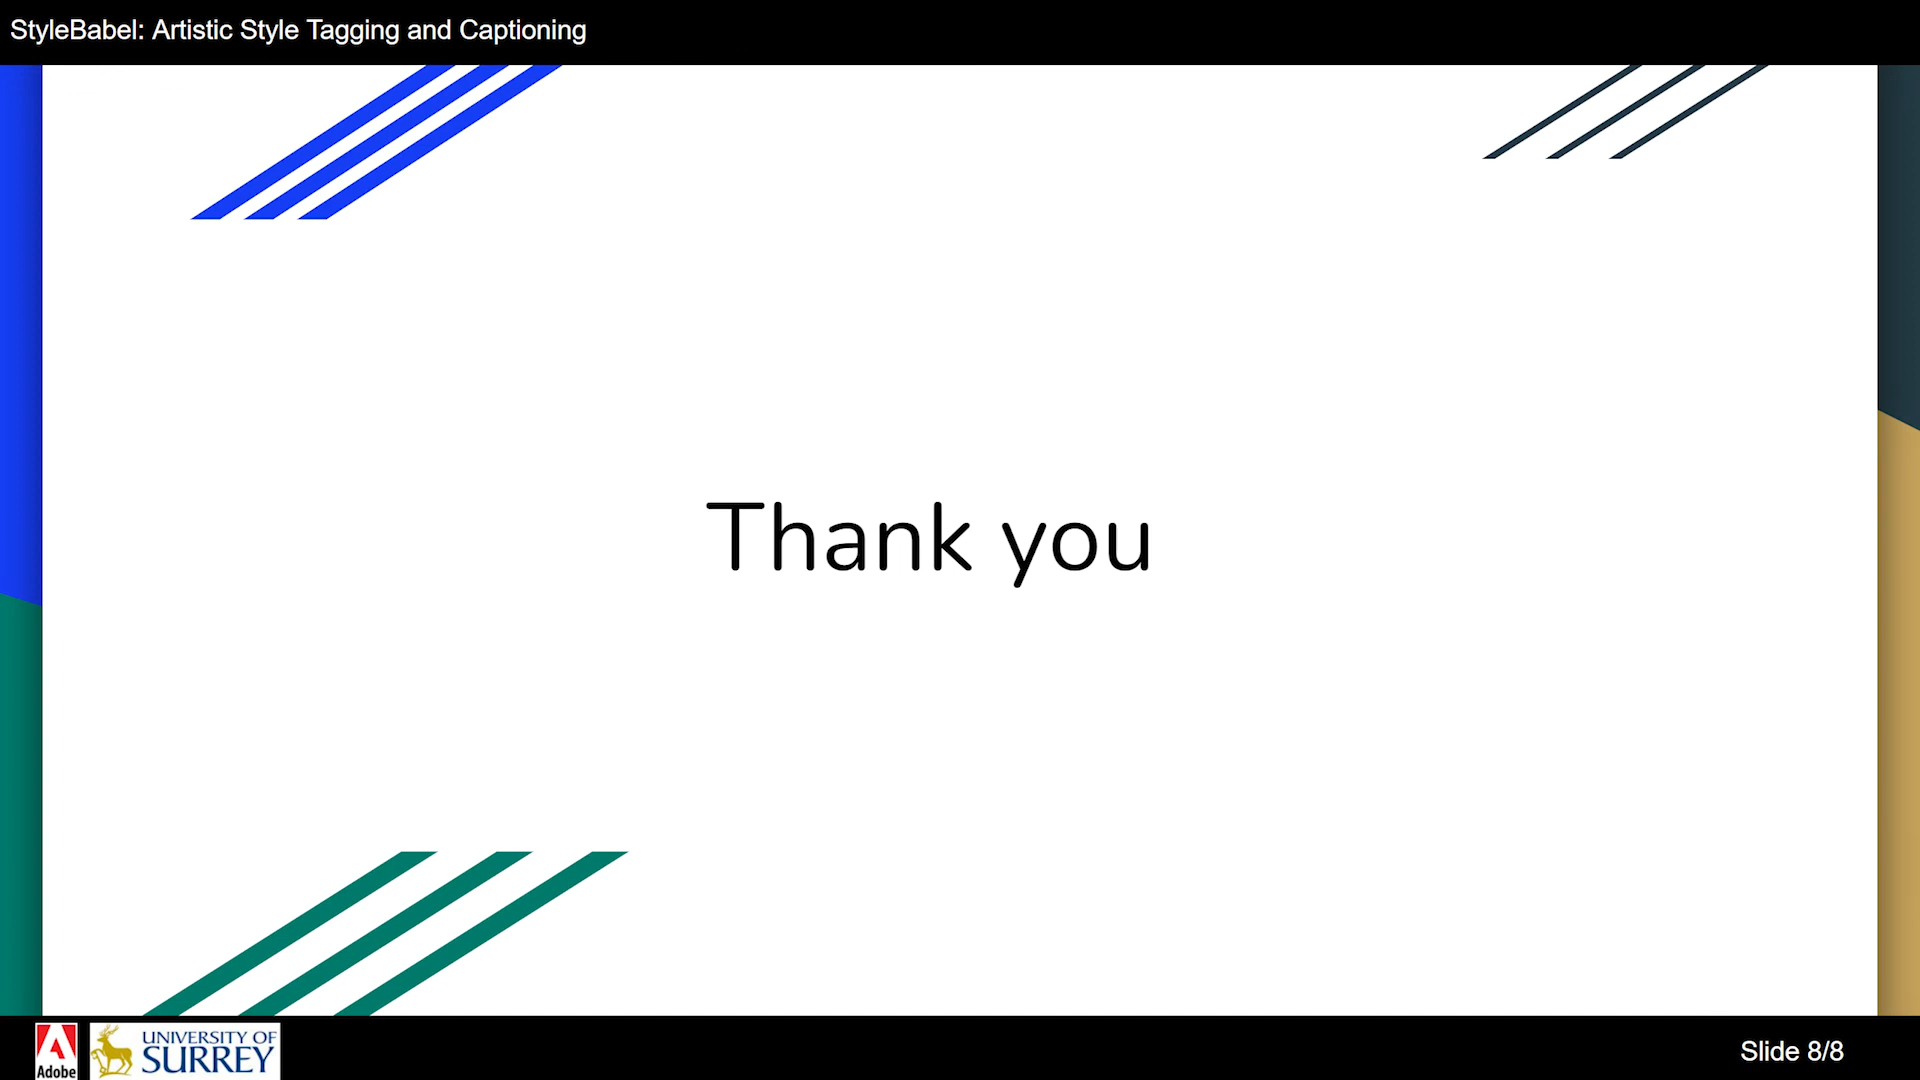 StyleBabel: Artistic Style Tagging and Captioning
Thank you
Adobe
UNIVERSITY OF
SURREY
Slide 8/8